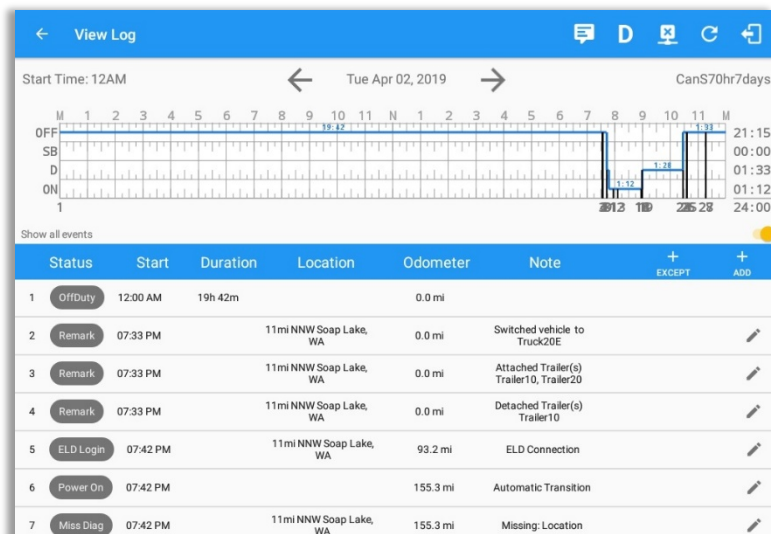 View Log
D
Start Time: 12AM
Tue Apr 02, 2019
CanS70hr7days
M 1 2 3 4 5 6 7 8 9 10 11 N 1 2 3 4 5 6 7 8 9 10 11 M
OFF 19:42 1:33 21:15
SB 00:00
D 1:28 01:33
ON 1:12 01:12
1 24:00
Show all events
Status Start Duration Location Odometer Note + EXCEPT + ADD
1 OffDuty 12:00 AM 19h 42m 0.0 mi
2 Remark 07:33 PM 11mi NNW Soap Lake, WA 0.0 mi Switched vehicle to Truck20E
3 Remark 07:33 PM 11mi NNW Soap Lake, WA 0.0 mi Attached Trailer(s) Trailer10, Trailer20
4 Remark 07:33 PM 11mi NNW Soap Lake, WA 0.0 mi Detached Trailer(s) Trailer10
5 ELD Login 07:42 PM 11mi NNW Soap Lake, WA 93.2 mi ELD Connection
6 Power On 07:42 PM 155.3 mi Automatic Transition
7 Miss Diag 07:42 PM 11mi NNW Soap Lake, WA 155.3 mi Missing: Location